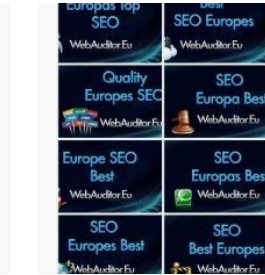 Europas Top
SEO
WebAuditor.Eu
Best
SEO Europes
WebAuditor.Eu
Quality
Europes SEO
WebAuditor.Eu
SEO
Europa Best
WebAuditor.Eu
Europe SEO
Best
WebAuditor.Eu
SEO
Europas Best
WebAuditor.Eu
SEO
Europes Best
WebAuditor.Eu
SEO
Best Europes
WebAuditor.Eu